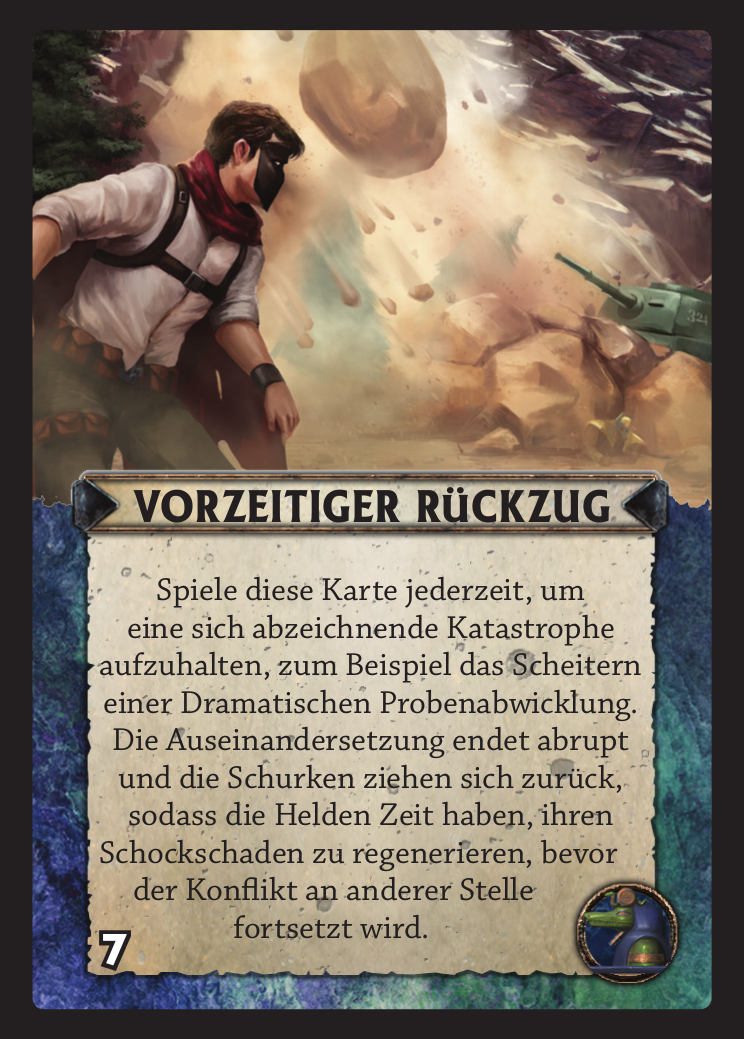 324
VORZEITIGER RÜCKZUG
Spiele diese Karte jederzeit, um
eine sich abzeichnende Katastrophe
aufzuhalten, zum Beispiel das Scheitern
einer Dramatischen Probenabwicklung.
Die Auseinandersetzung endet abrupt
und die Schurken ziehen sich zurück,
sodass die Helden Zeit haben, ihren
Schockschaden zu regenerieren, bevor
der Konflikt an anderer Stelle
fortsetzt wird.
7